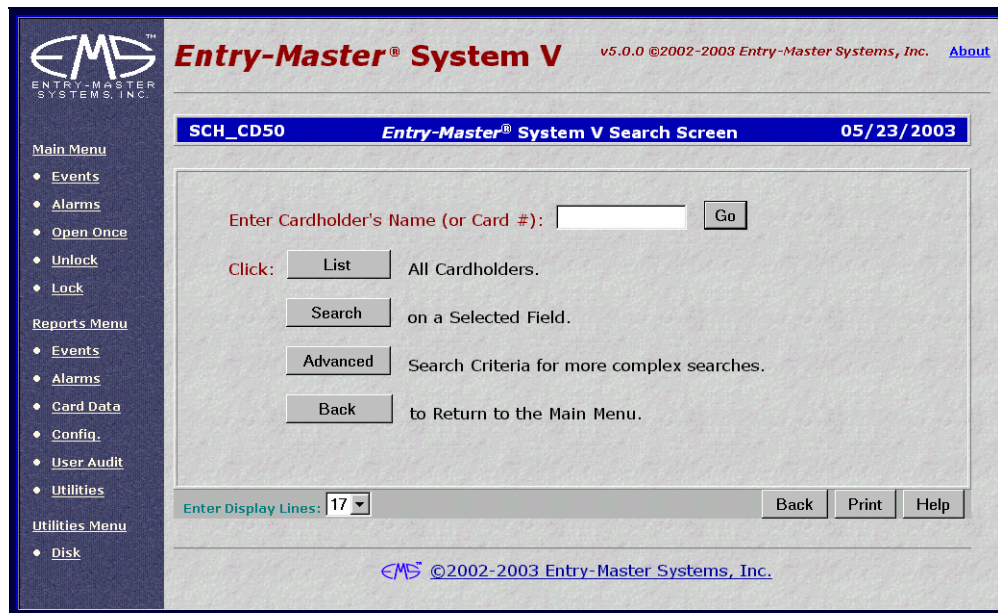 EMS™
ENTRY-MASTER
SYSTEMS, INC.
Entry-Master® System V
v5.0.0 ©2002-2003 Entry-Master Systems, Inc.
About
SCH_CD50
Entry-Master® System V Search Screen
05/23/2003
Main Menu
Events
Alarms
Open Once
Unlock
Lock
Reports Menu
Events
Alarms
Card Data
Config.
User Audit
Utilities
Utilities Menu
Disk
Enter Cardholder's Name (or Card #):
Go
Click: List All Cardholders.
Search on a Selected Field.
Advanced Search Criteria for more complex searches.
Back to Return to the Main Menu.
Enter Display Lines: 17
Back
Print
Help
EMS™ ©2002-2003 Entry-Master Systems, Inc.